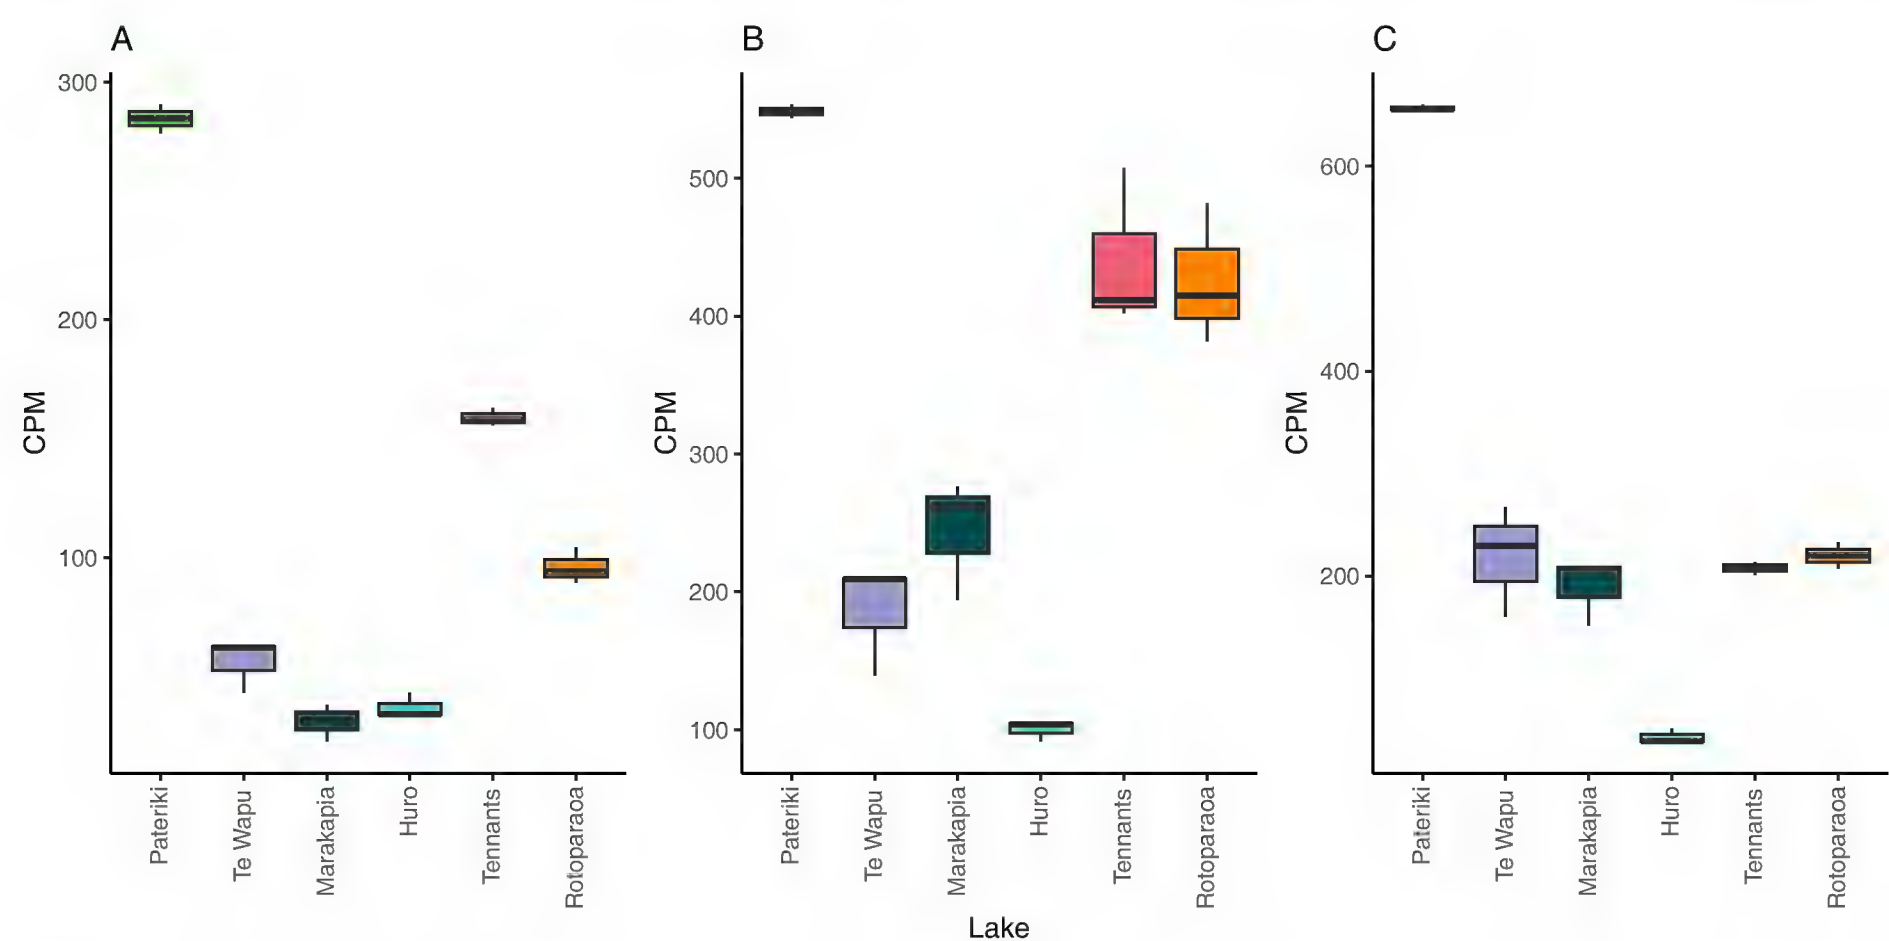 A
CPM
300
200
100
Pateriki
Te Wapu
Marakapia
Huro
Tennants
Rotoparaoa
B
CPM
500
400
300
200
100
Pateriki
Te Wapu
Marakapia
Huro
Tennants
Rotoparaoa
Lake
C
CPM
600
400
200
Pateriki
Te Wapu
Marakapia
Huro
Tennants
Rotoparaoa